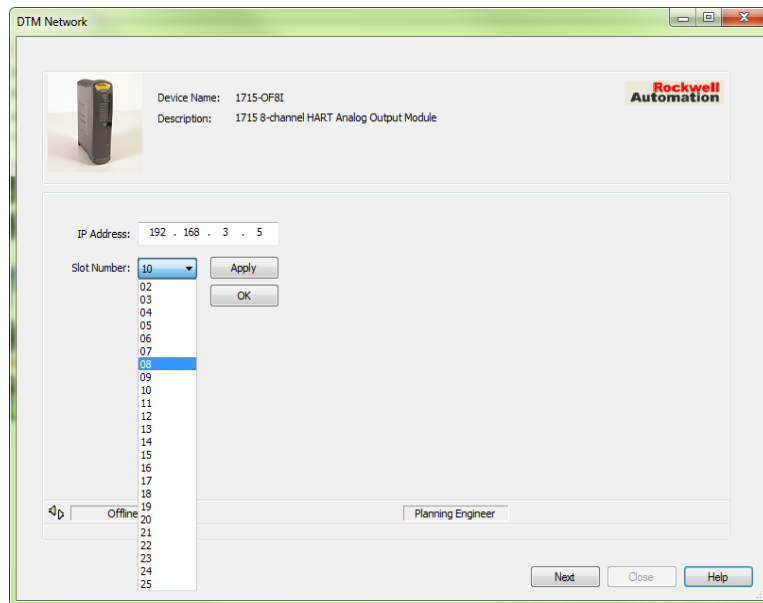 DTM Network
Device Name: 1715-OF8I
Description: 1715 8-channel HART Analog Output Module
Rockwell
Automation
IP Address: 192 . 168 . 3 . 5
Slot Number: 10 Apply
OK
02
03
04
05
06
07
08
09
10
11
12
13
14
15
16
17
18
19
20
21
22
23
24
25
Offline
Planning Engineer
Next Close Help